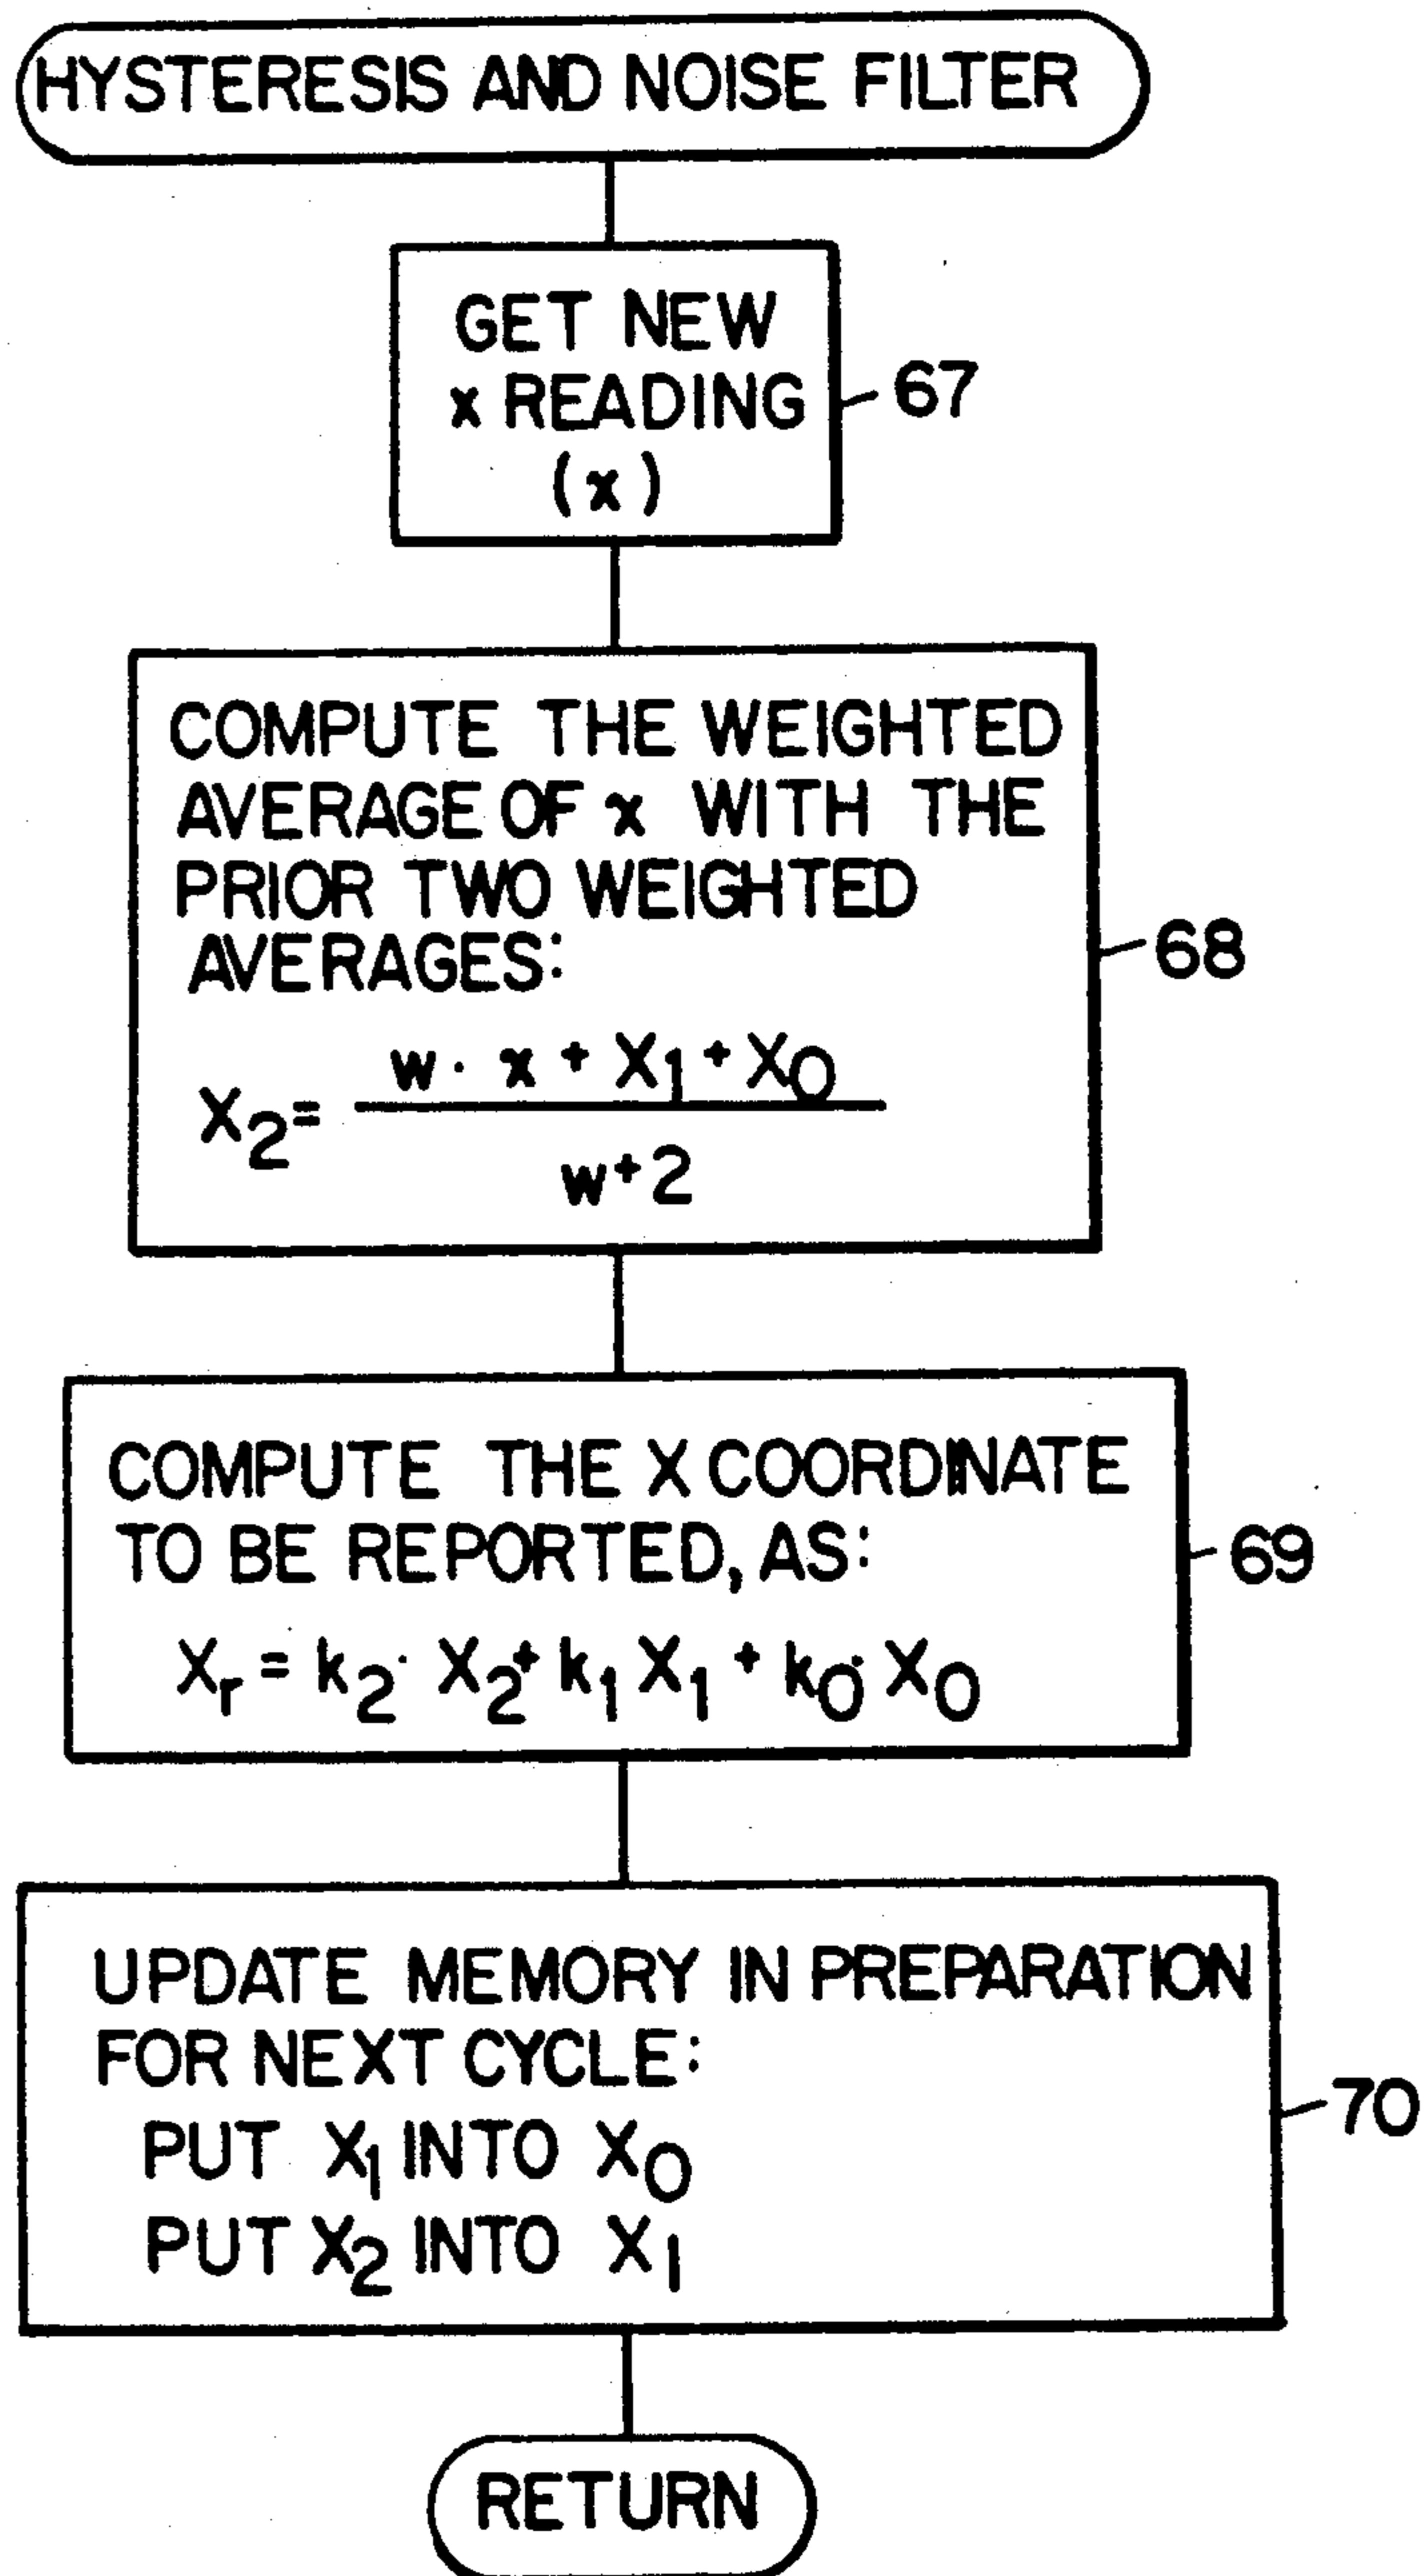 HYSTERESIS AND NOISE FILTER
GET NEW
x READING
(x)
67
COMPUTE THE WEIGHTED
AVERAGE OF x WITH THE
PRIOR TWO WEIGHTED
AVERAGES:
X₂ = (w · x + X₁ + X₀) / (w + 2)
68
COMPUTE THE X COORDINATE
TO BE REPORTED, AS:
Xᵣ = k₂ · X₂ + k₁ X₁ + k₀ · X₀
69
UPDATE MEMORY IN PREPARATION
FOR NEXT CYCLE:
PUT X₁ INTO X₀
PUT X₂ INTO X₁
70
RETURN